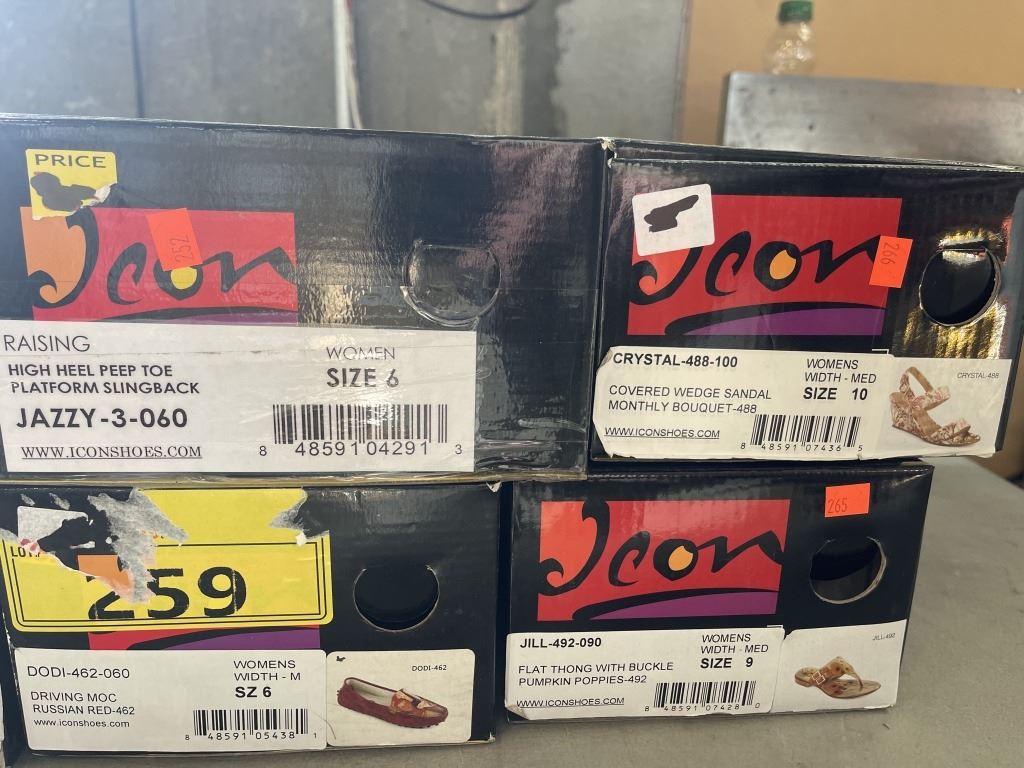 PRICE
Icon
252
RAISING
HIGH HEEL PEEP TOE
PLATFORM SLINGBACK
JAZZY-3-060
WWW.ICONSHOES.COM
WOMEN
SIZE 6
8 48591 04291 3
Icon
266
CRYSTAL-488-100
COVERED WEDGE SANDAL
MONTHLY BOUQUET-488
WWW.ICONSHOES.COM
WOMENS
WIDTH - MED
SIZE 10
8 48591 07436 5
CRYSTAL-488
LOT
259
DODI-462-060
DRIVING MOC
RUSSIAN RED-462
www.iconshoes.com
WOMENS
WIDTH - M
SZ 6
8 48591 05438 1
DODI-462
Icon
265
JILL-492-090
FLAT THONG WITH BUCKLE
PUMPKIN POPPIES-492
WWW.ICONSHOES.COM
WOMENS
WIDTH - MED
SIZE 9
8 48591 07428 0
JILL-492